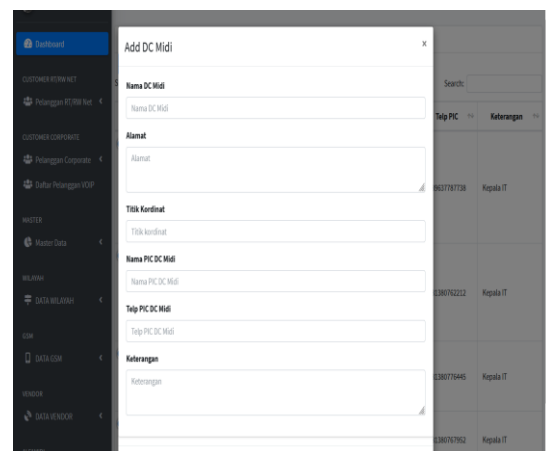 Dashboard
CUSTOMER RT/RW NET
Pelanggan RT/RW Net
CUSTOMER CORPORATE
Pelanggan Corporate
Daftar Pelanggan VOIP
MASTER
Master Data
WILAYAH
DATA WILAYAH
GSM
DATA GSM
VENDOR
DATA VENDOR
Add DC Midi
x
Nama DC Midi
Nama DC Midi
Alamat
Alamat
Titik Kordinat
Titik kordinat
Nama PIC DC Midi
Nama PIC DC Midi
Telp PIC DC Midi
Telp PIC DC Midi
Keterangan
Keterangan
Search:
Telp PIC Keterangan
Kepala IT
1380762212 Kepala IT
1380776445 Kepala IT
1380767952 Kepala IT